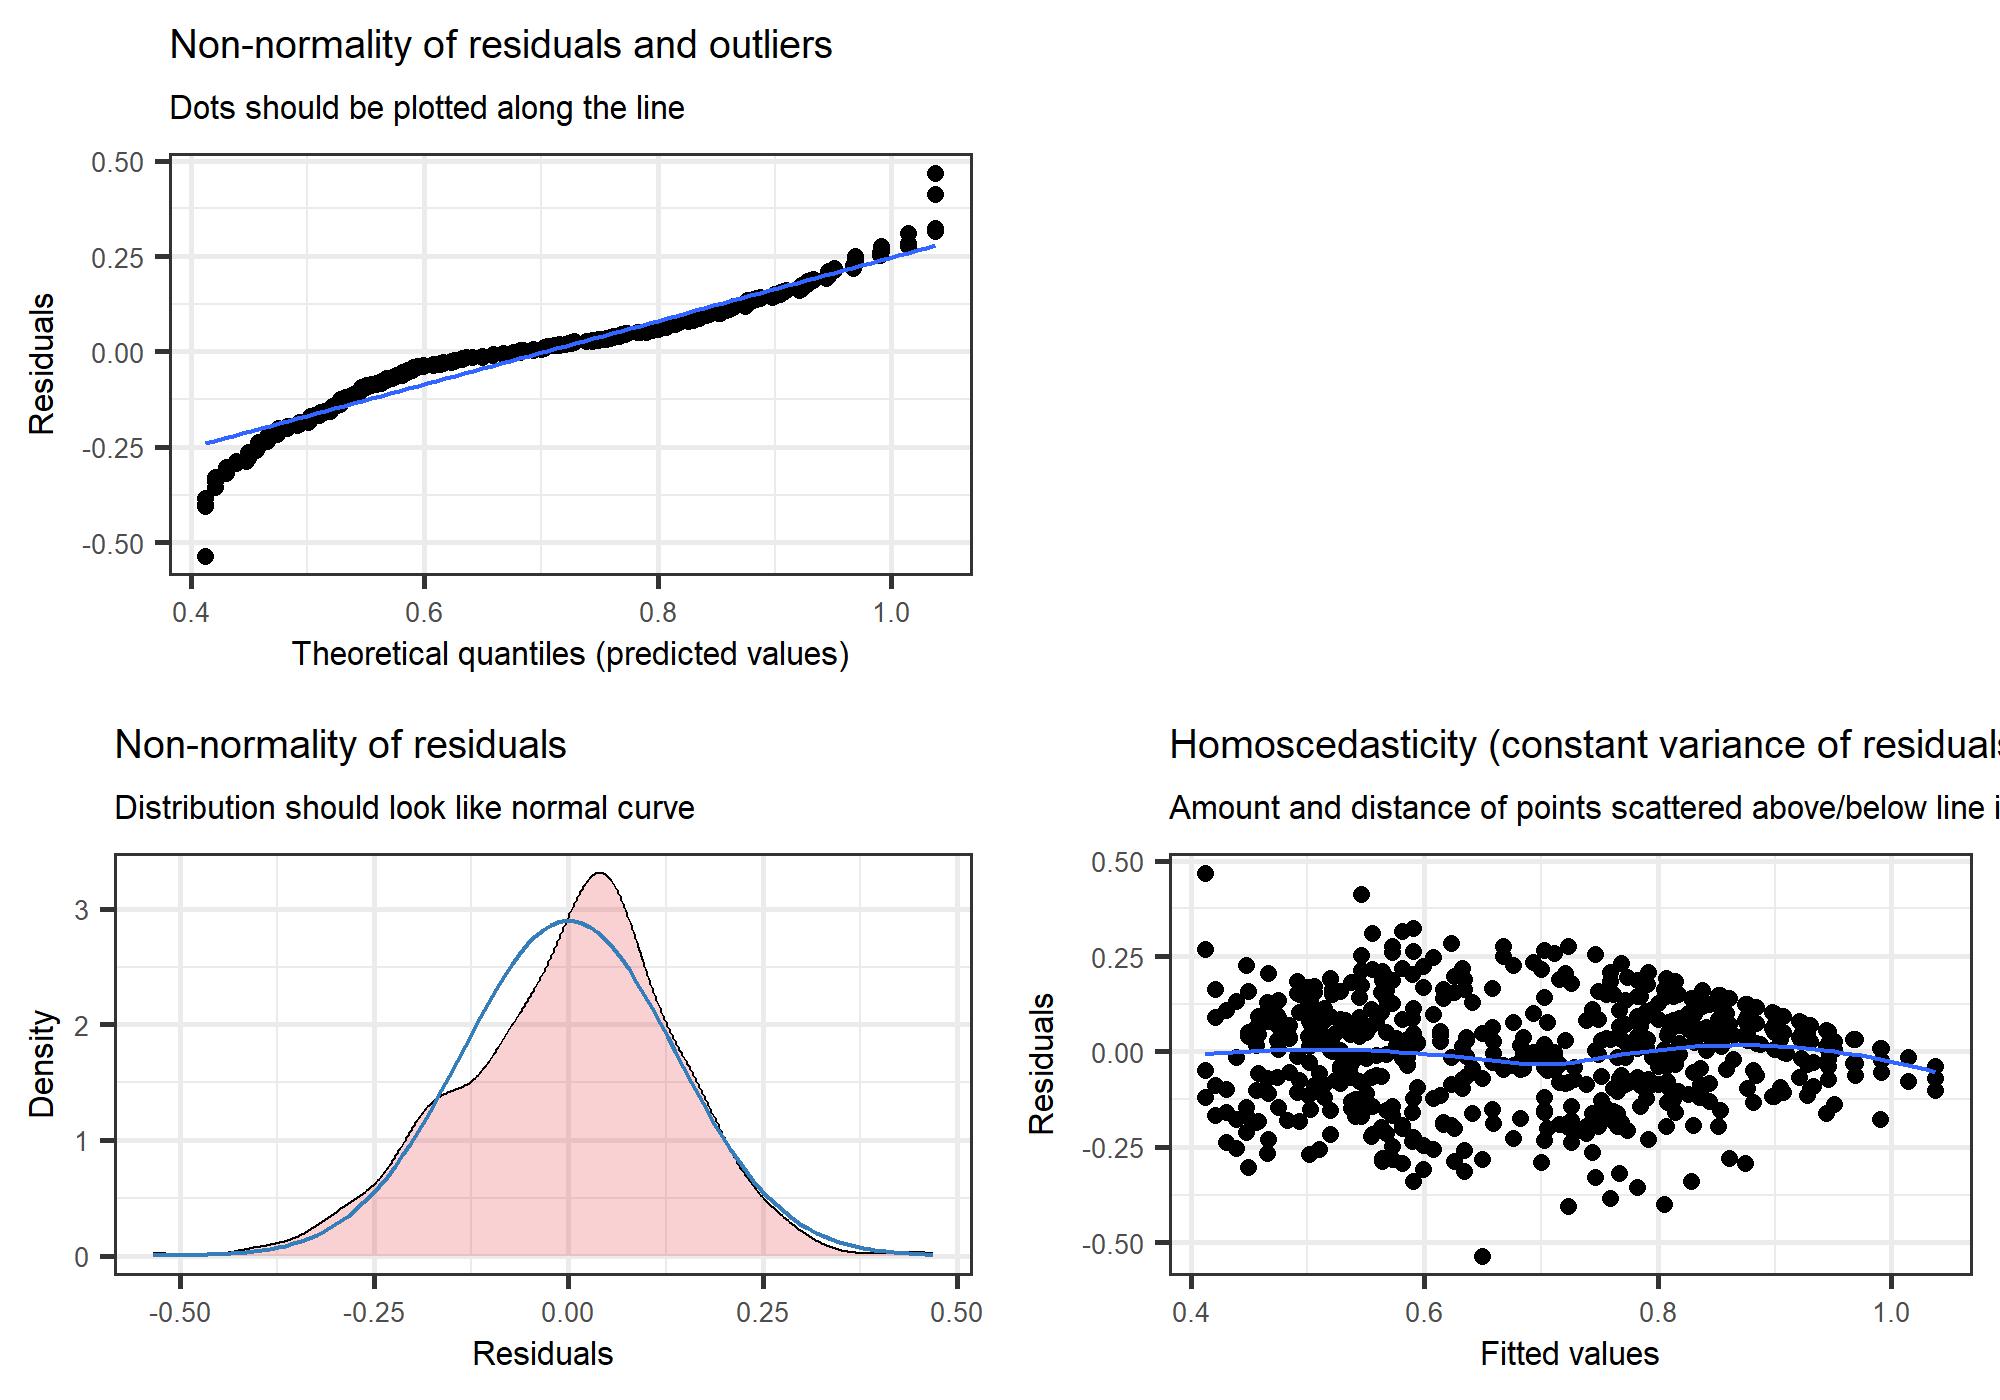 Non-normality of residuals and outliers
Dots should be plotted along the line
Residuals
0.50
0.25
0.00
-0.25
-0.50
0.4 0.6 0.8 1.0
Theoretical quantiles (predicted values)
Non-normality of residuals
Distribution should look like normal curve
Density
3
2
1
0
-0.50 -0.25 0.00 0.25 0.50
Residuals
Homoscedasticity (constant variance of residuals
Amount and distance of points scattered above/below line i
Residuals
0.50
0.25
0.00
-0.25
-0.50
0.4 0.6 0.8 1.0
Fitted values